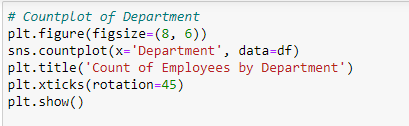 # Countplot of Department
plt.figure(figsize=(8, 6))
sns.countplot(x='Department', data=df)
plt.title('Count of Employees by Department')
plt.xticks(rotation=45)
plt.show()